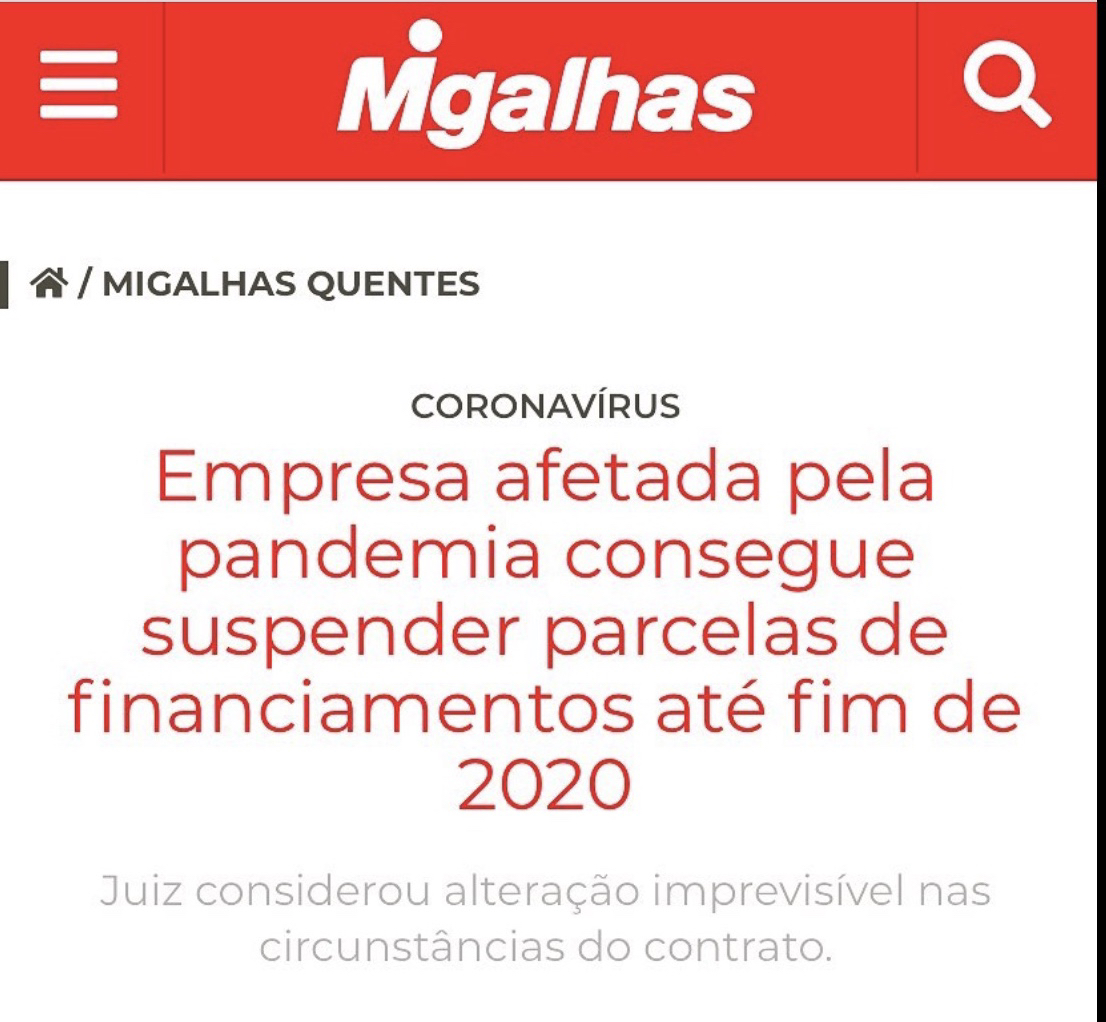 Migalhas
/ MIGALHAS QUENTES
CORONAVÍRUS
Empresa afetada pela
pandemia consegue
suspender parcelas de
financiamentos até fim de
2020
Juiz considerou alteração imprevisível nas
circunstâncias do contrato.